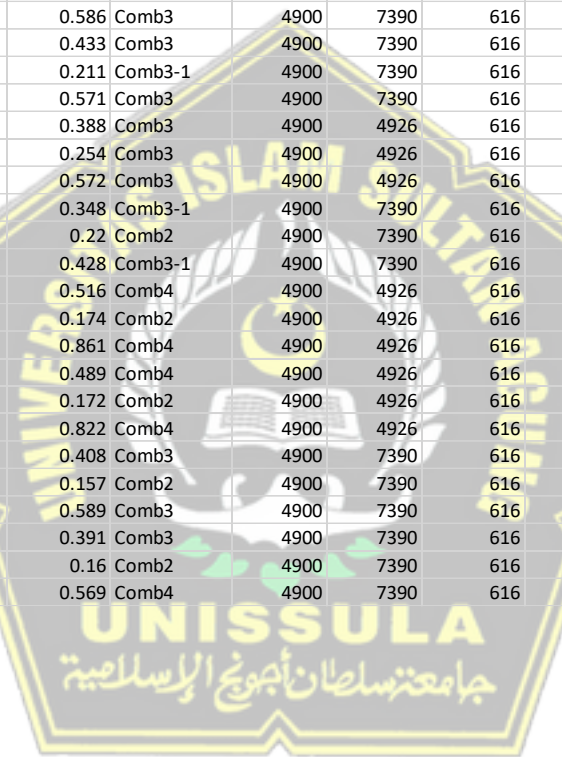 0.586 Comb3 4900 7390 616
0.433 Comb3 4900 7390 616
0.211 Comb3-1 4900 7390 616
0.571 Comb3 4900 7390 616
0.388 Comb3 4900 4926 616
0.254 Comb3 4900 4926 616
0.572 Comb3 4900 4926 616
0.348 Comb3-1 4900 7390 616
0.22 Comb2 4900 7390 616
0.428 Comb3-1 4900 7390 616
0.516 Comb4 4900 4926 616
0.174 Comb2 4900 4926 616
0.861 Comb4 4900 4926 616
0.489 Comb4 4900 4926 616
0.172 Comb2 4900 4926 616
0.822 Comb4 4900 4926 616
0.408 Comb3 4900 7390 616
0.157 Comb2 4900 7390 616
0.589 Comb3 4900 7390 616
0.391 Comb3 4900 7390 616
0.16 Comb2 4900 7390 616
0.569 Comb4 4900 7390 616
UNIVERSITAS ISLAM SULTAN AGUNG
UNISSULA
جامعة سلطان أجونج الإسلامية